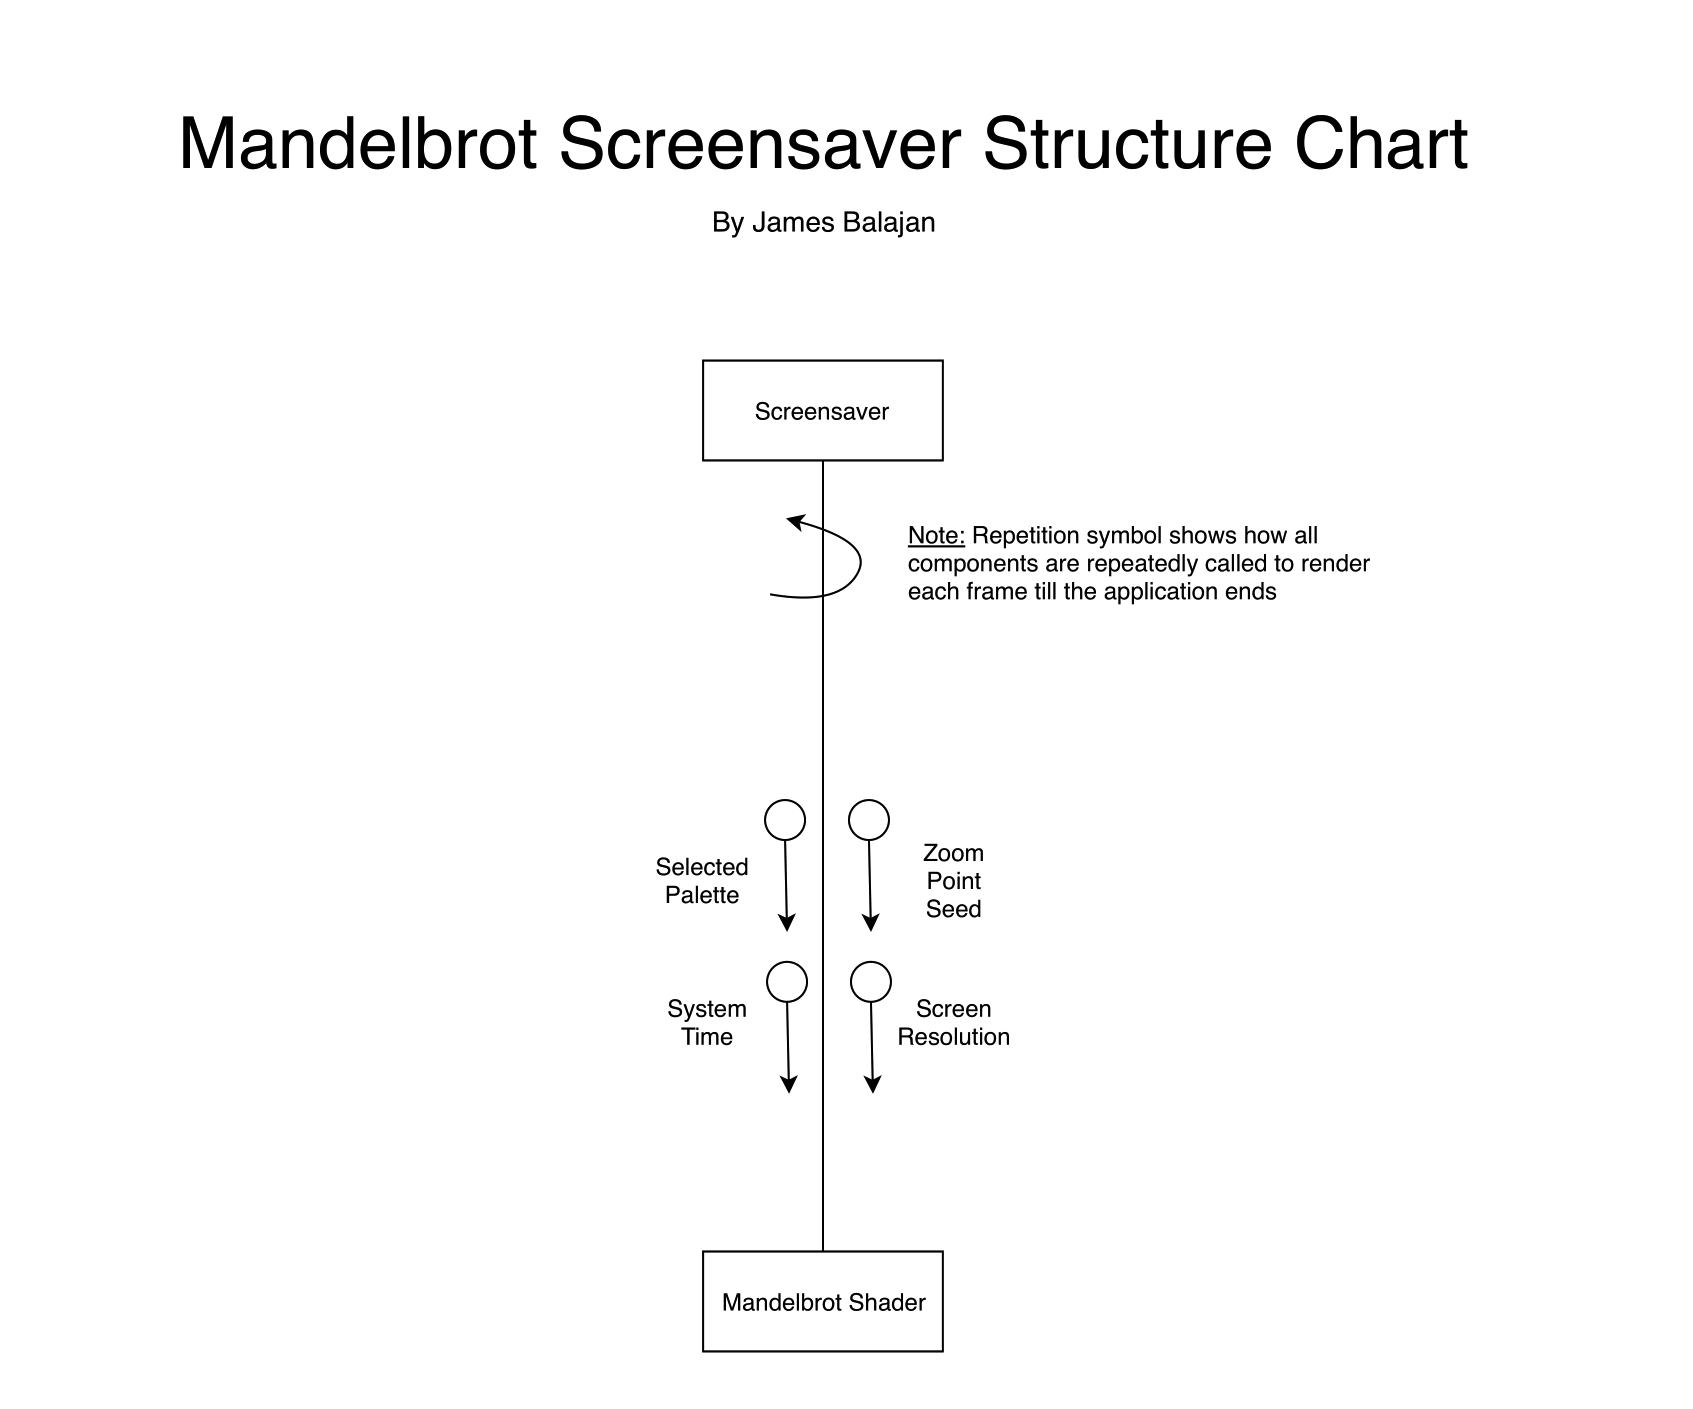 Mandelbrot Screensaver Structure Chart
By James Balajan
Screensaver
Note: Repetition symbol shows how all
components are repeatedly called to render
each frame till the application ends
Selected
Palette
Zoom
Point
Seed
System
Time
Screen
Resolution
Mandelbrot Shader